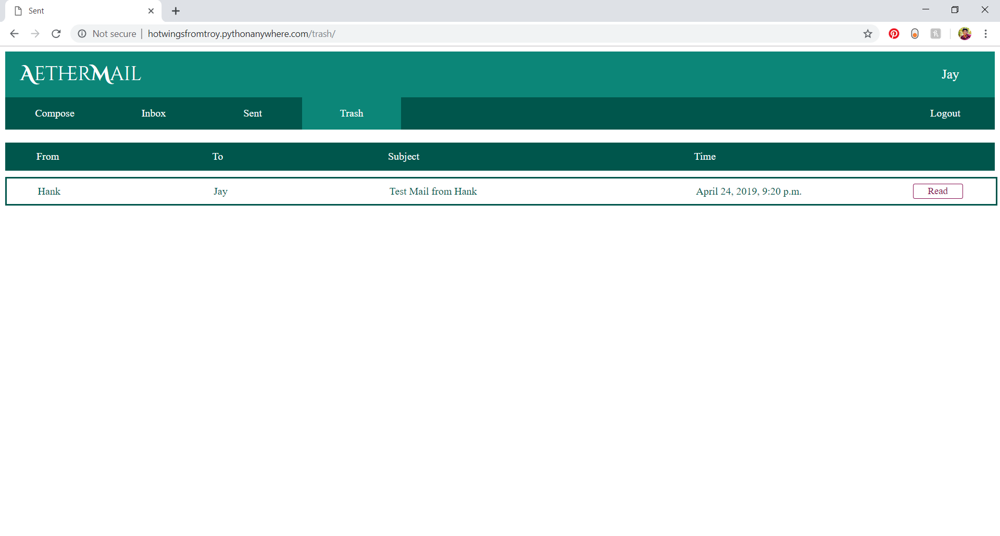 Sent
Not secure | hotwingsfromtroy.pythonanywhere.com/trash/
AETHERMAIL Jay
Compose Inbox Sent Trash Logout
From To Subject Time
Hank Jay Test Mail from Hank April 24, 2019, 9:20 p.m. Read